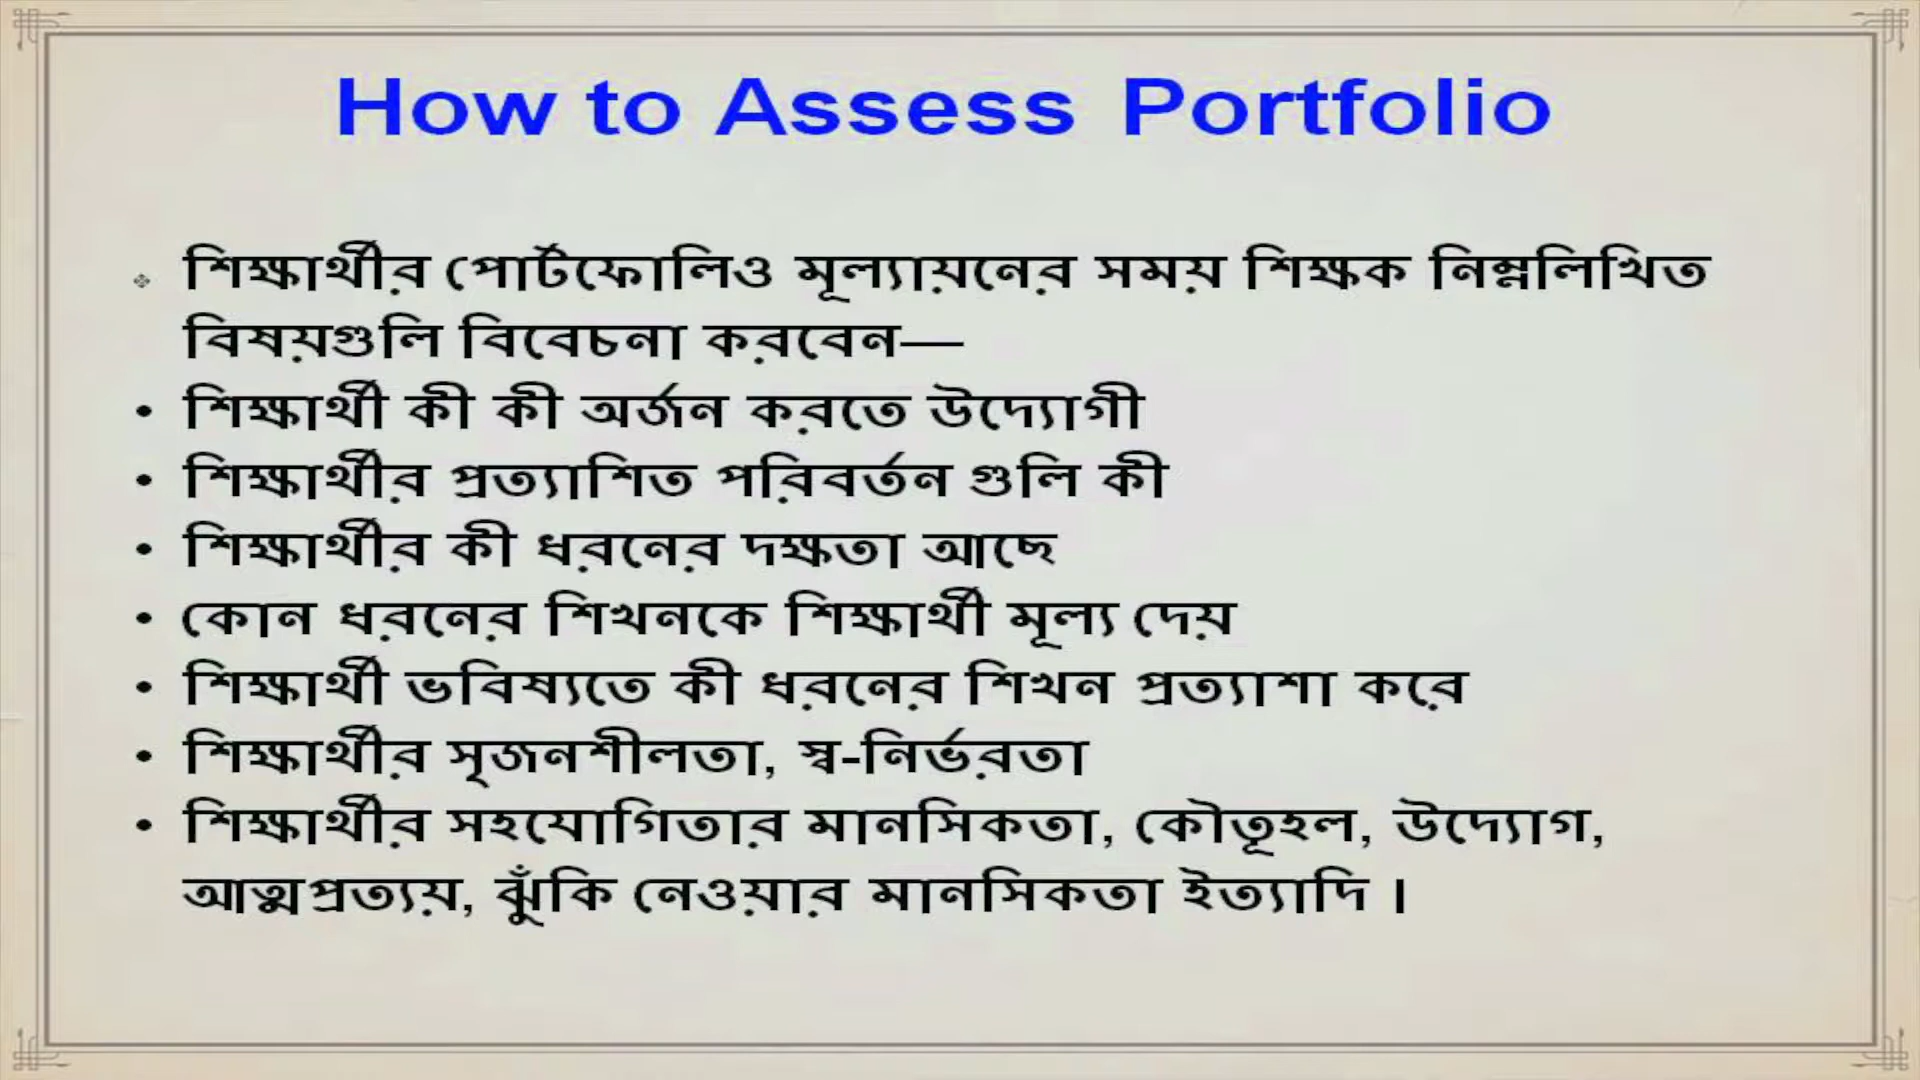 How to Assess Portfolio
❖ শিক্ষার্থীর পোর্টফোলিও মূল্যায়নের সময় শিক্ষক নিম্নলিখিত
বিষয়গুলি বিবেচনা করবেন—
• শিক্ষার্থী কী কী অর্জন করতে উদ্যোগী
• শিক্ষার্থীর প্রত্যাশিত পরিবর্তন গুলি কী
• শিক্ষার্থীর কী ধরনের দক্ষতা আছে
• কোন ধরনের শিখনকে শিক্ষার্থী মূল্য দেয়
• শিক্ষার্থী ভবিষ্যতে কী ধরনের শিখন প্রত্যাশা করে
• শিক্ষার্থীর সৃজনশীলতা, স্ব-নির্ভরতা
• শিক্ষার্থীর সহযোগিতার মানসিকতা, কৌতূহল, উদ্যোগ,
আত্মপ্রত্যয়, ঝুঁকি নেওয়ার মানসিকতা ইত্যাদি ।